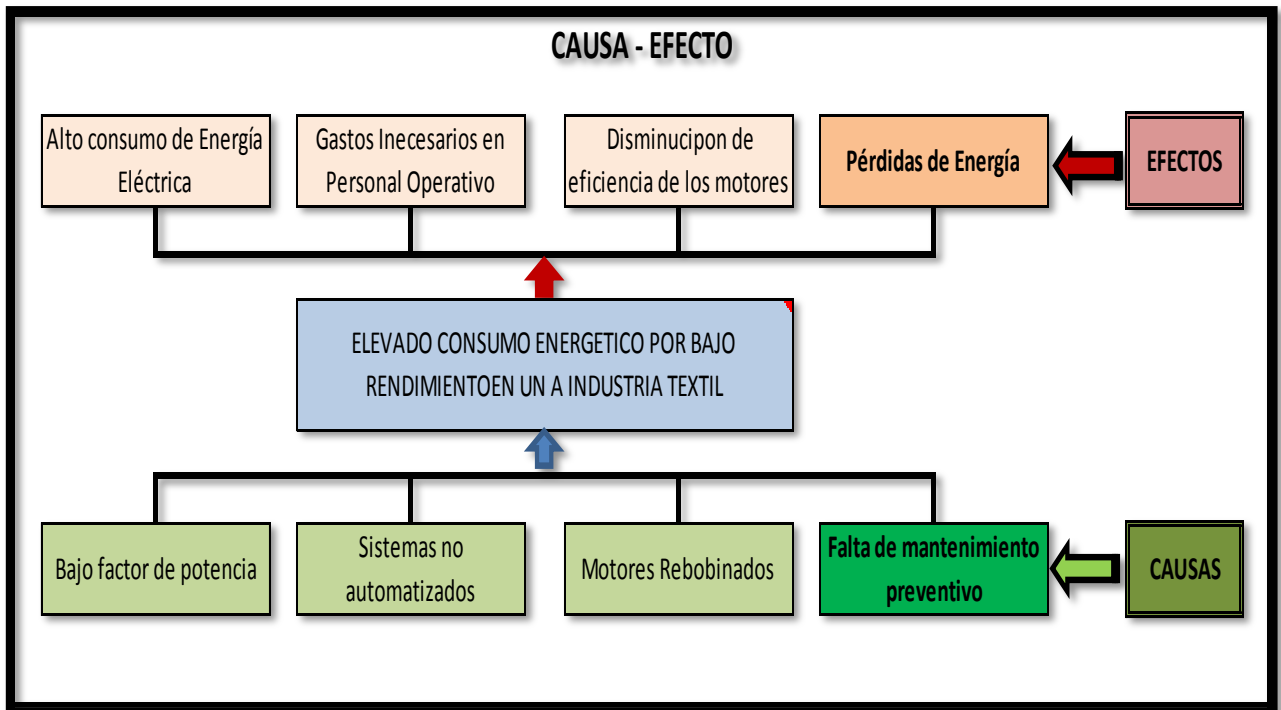 CAUSA - EFECTO
Alto consumo de Energía
Eléctrica
Gastos Inecesarios en
Personal Operativo
Disminucipon de
eficiencia de los motores
Pérdidas de Energía
EFECTOS
ELEVADO CONSUMO ENERGETICO POR BAJO
RENDIMIENTOEN UN A INDUSTRIA TEXTIL
Bajo factor de potencia
Sistemas no
automatizados
Motores Rebobinados
Falta de mantenimiento
preventivo
CAUSAS